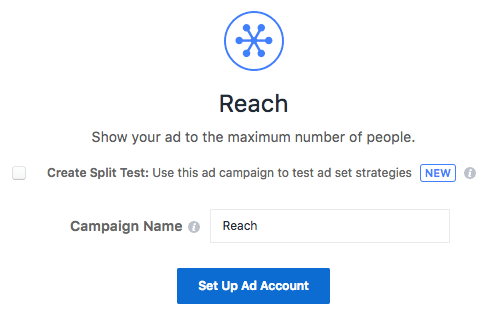 Reach
Show your ad to the maximum number of people.
Create Split Test: Use this ad campaign to test ad set strategies NEW i
Campaign Name i Reach
Set Up Ad Account